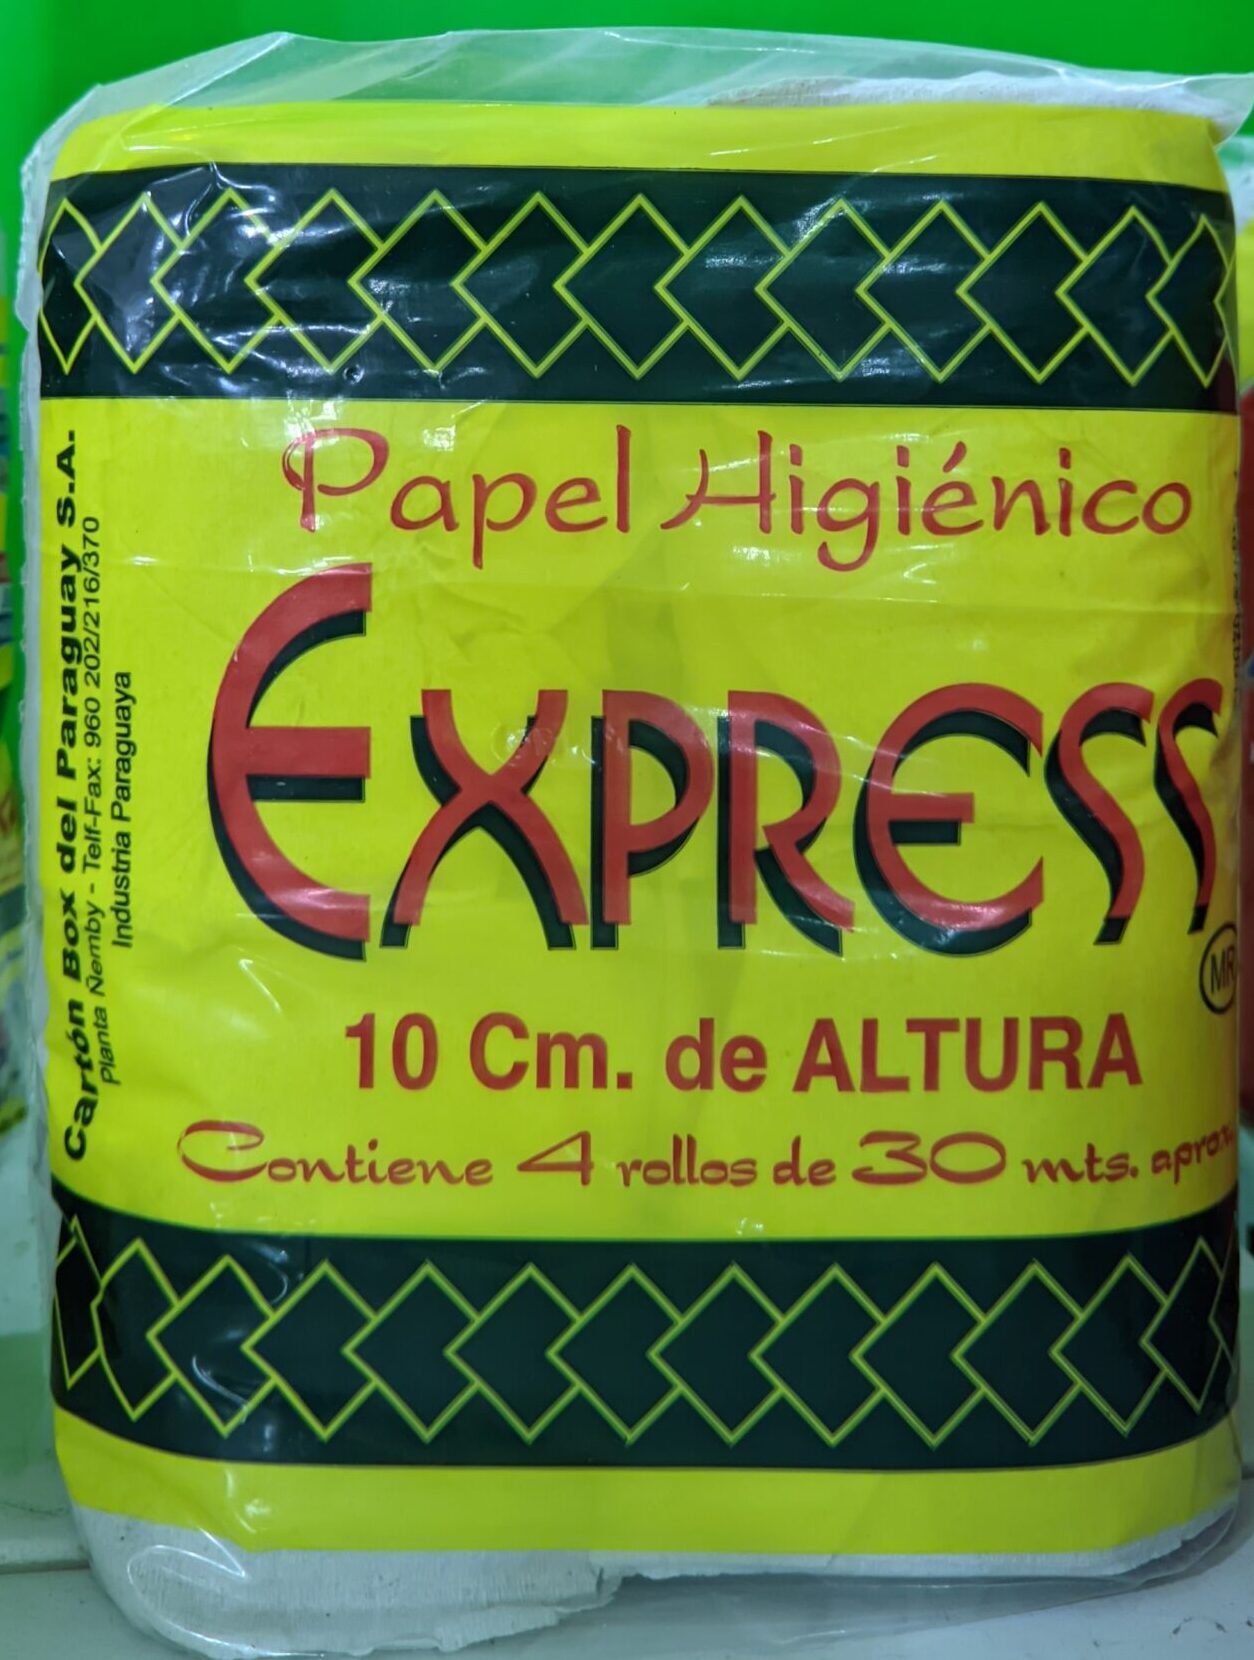 Papel Higiénico
EXPRESS
MR
10 Cm. de ALTURA
Contiene 4 rollos de 30 mts. aprox.
Cartón Box del Paraguay S.A.
Planta Ñemby - Telf-Fax: 960 202/216/370
Industria Paraguaya